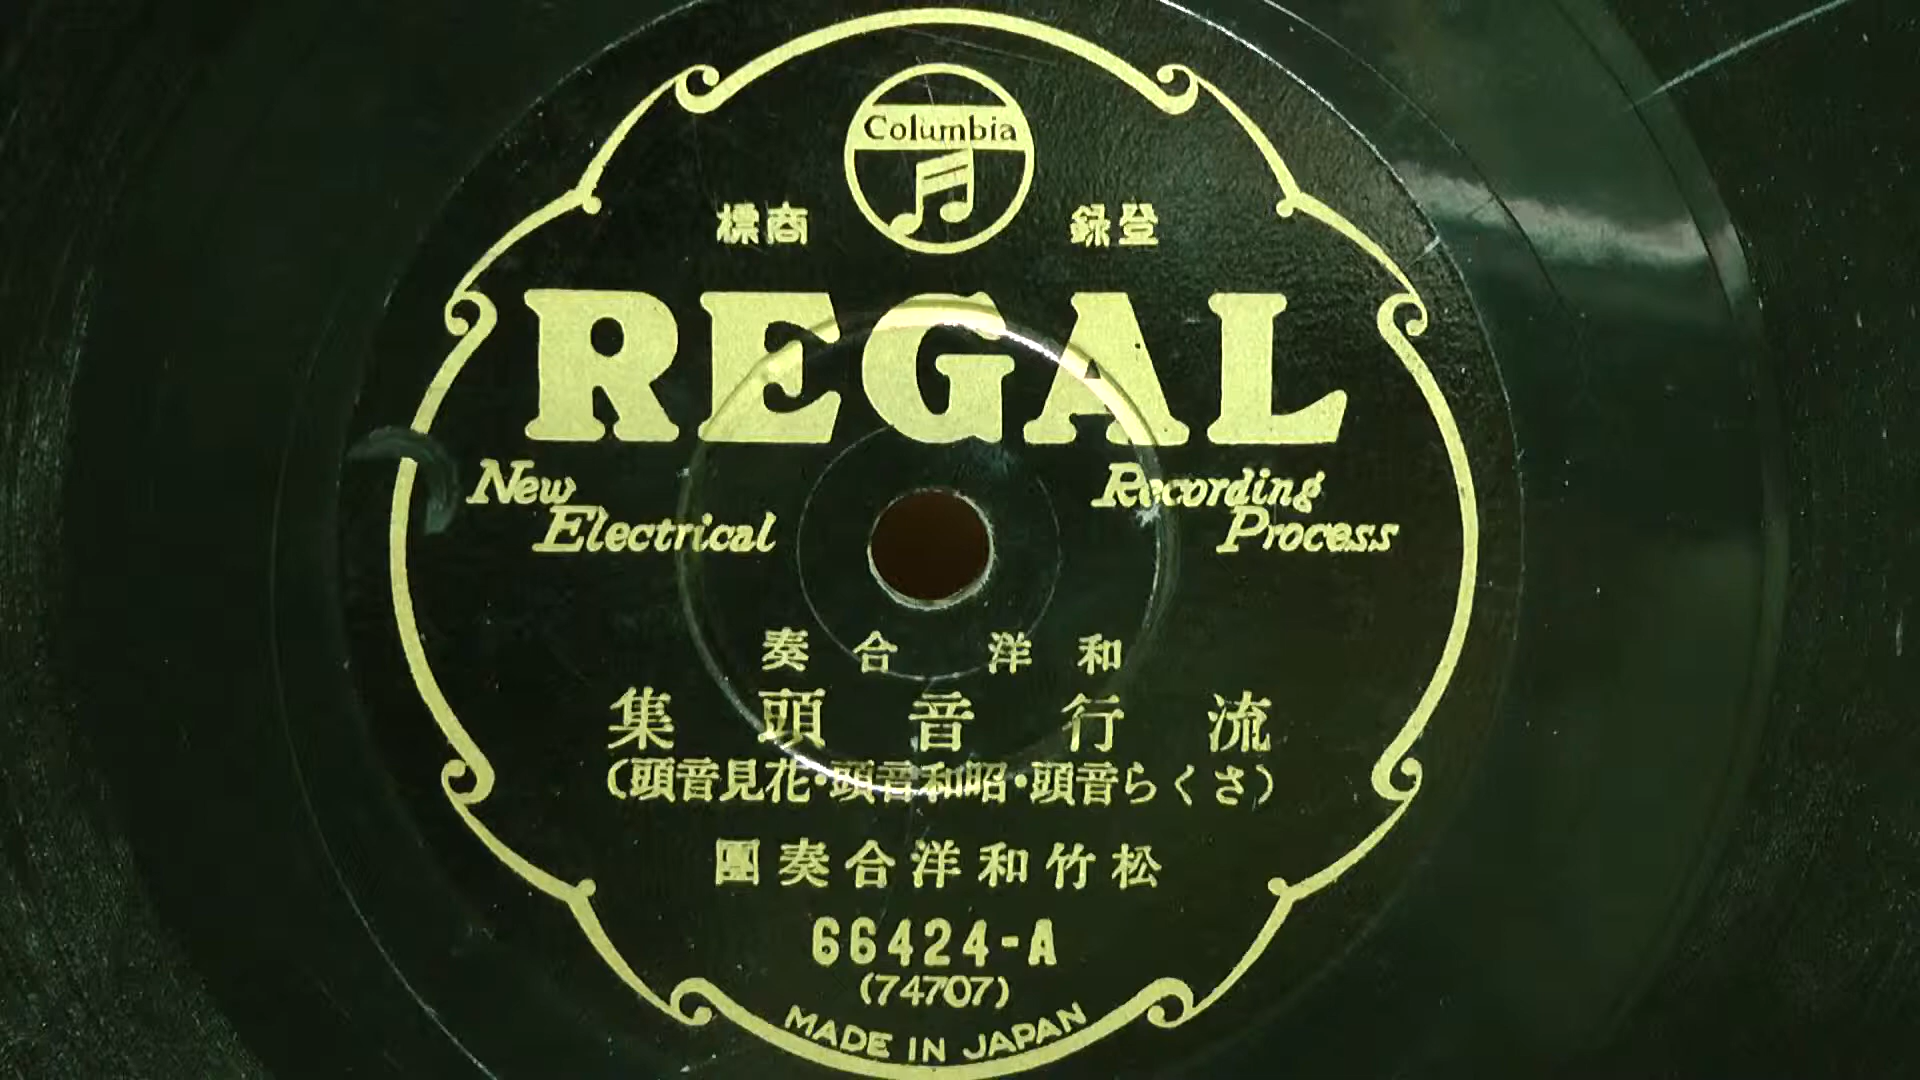 Columbia
登録 商標
REGAL
New Electrical
Recording Process
和洋合奏
流行音頭集
(さくら音頭・昭和音頭・花見音頭)
松竹和洋合奏團
66424-A
(74707)
MADE IN JAPAN